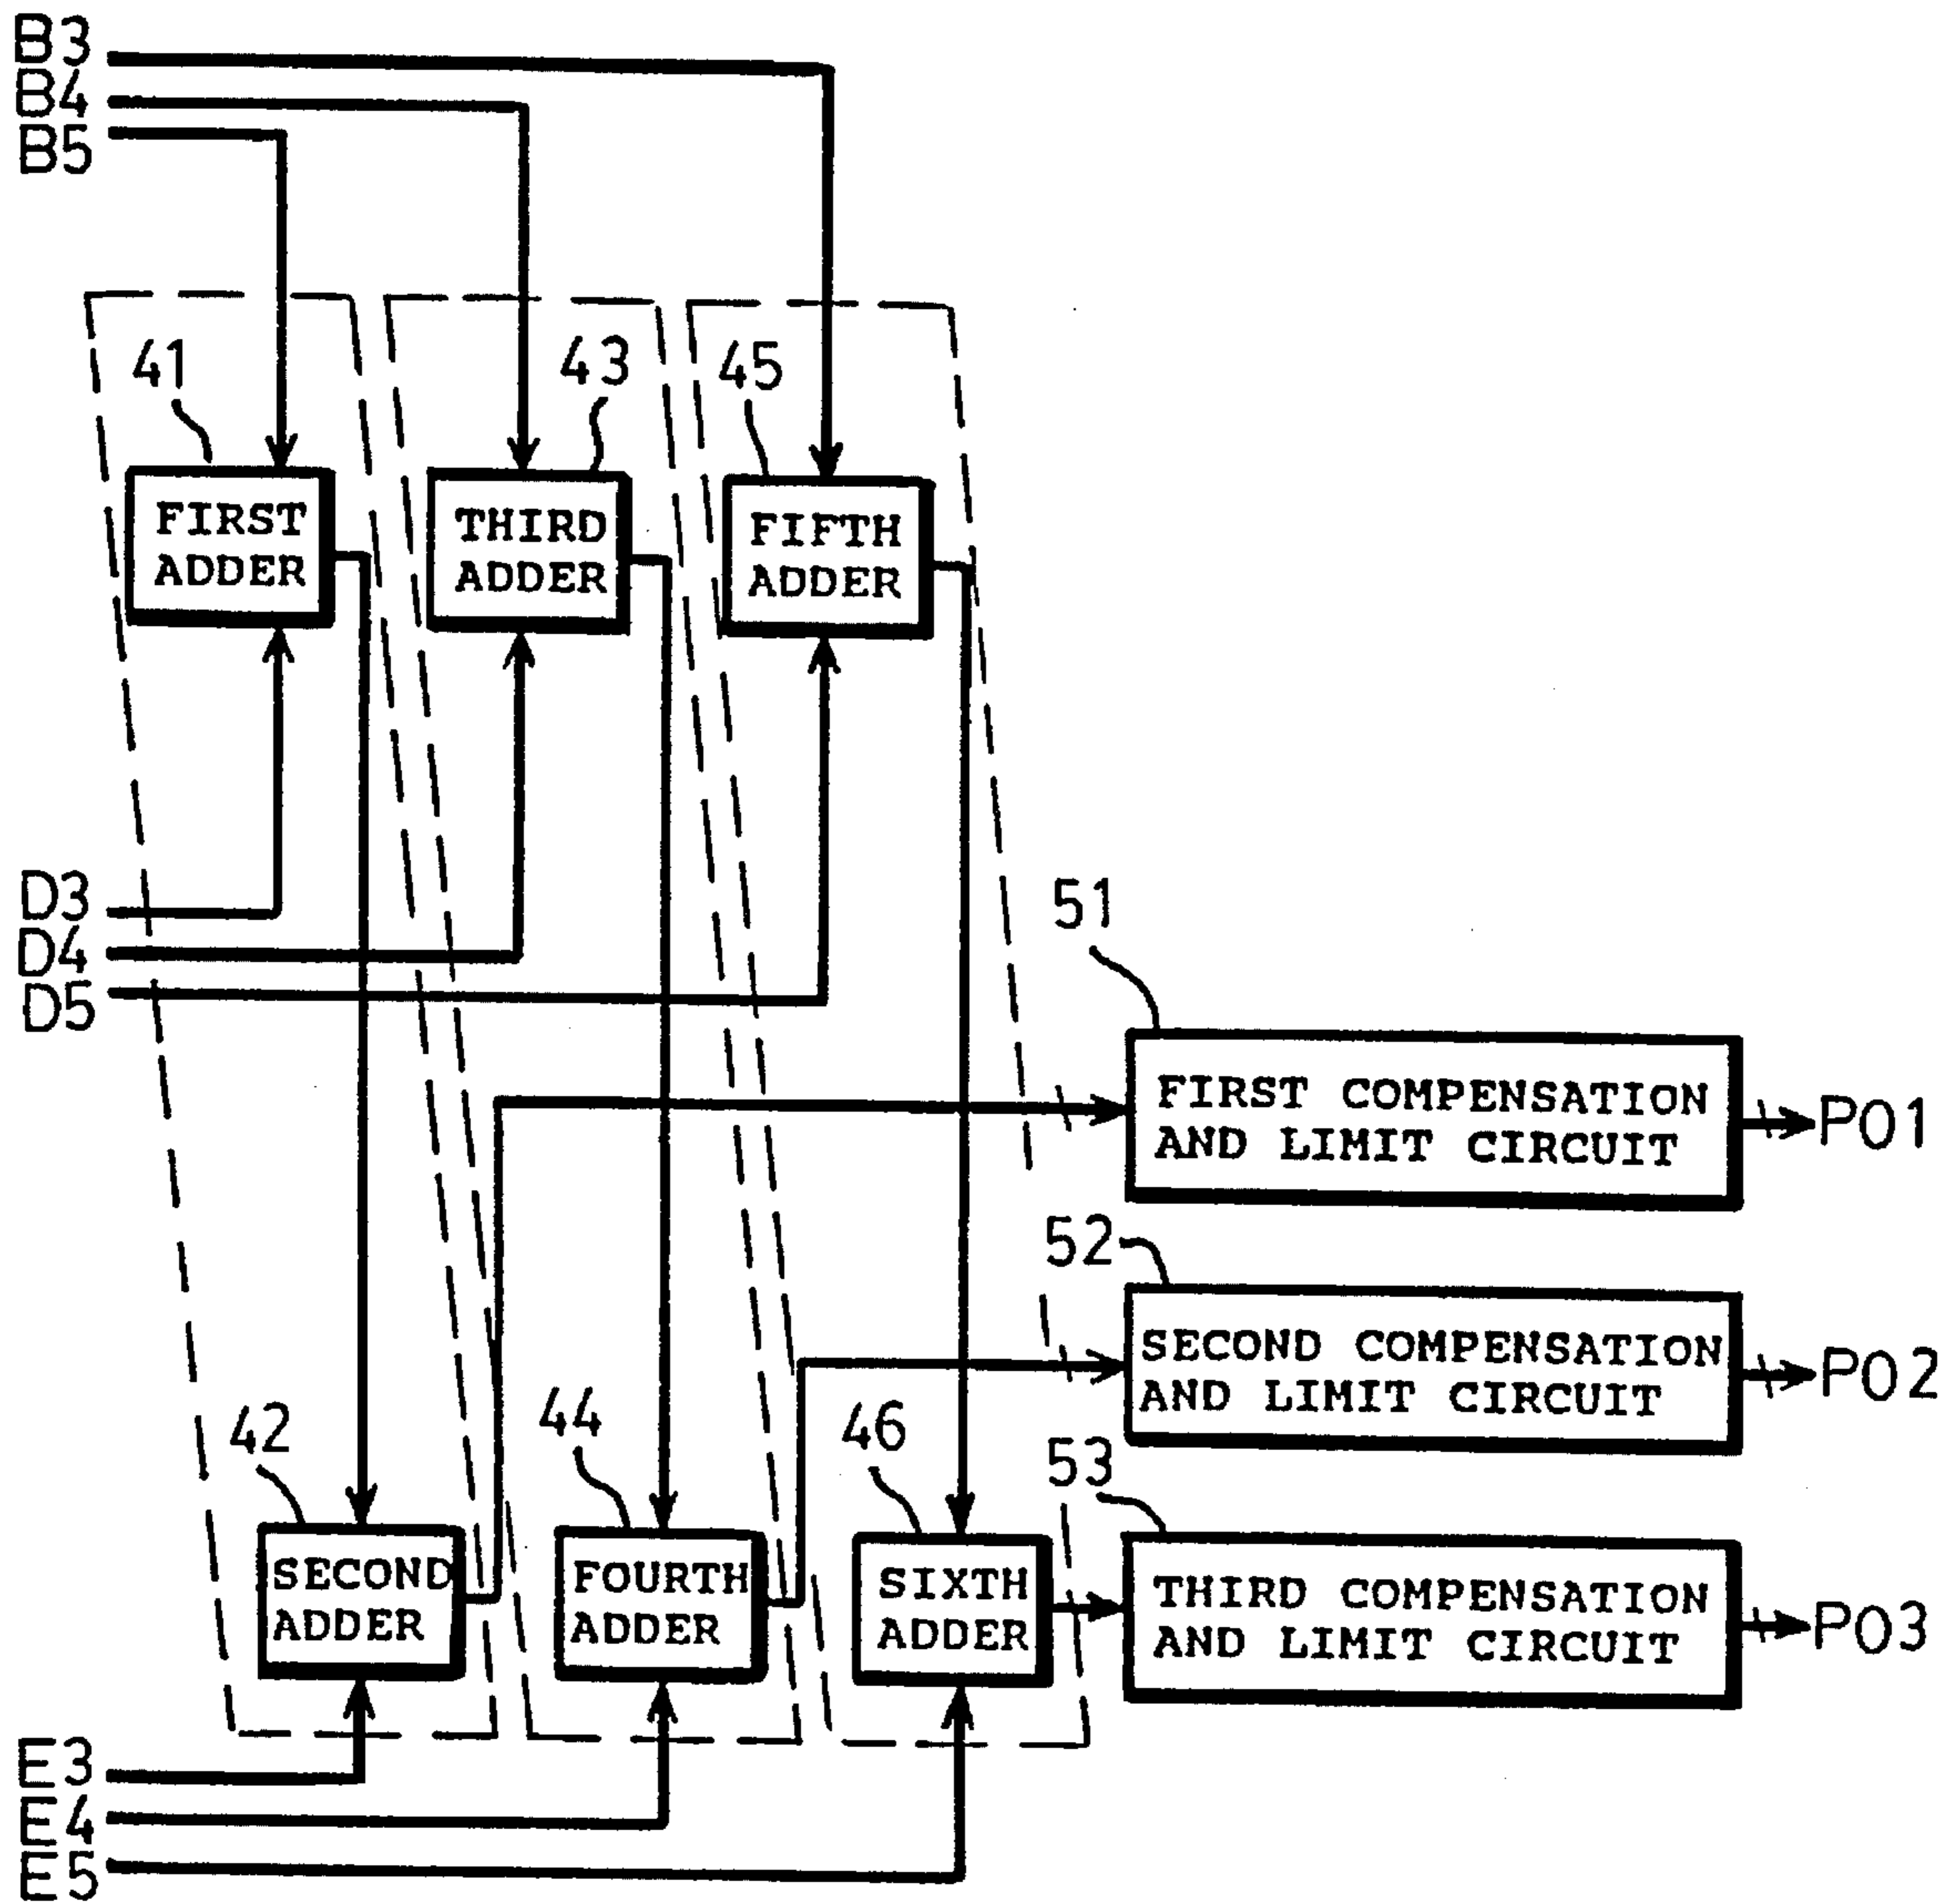 B3
B4
B5
41
43
45
FIRST
ADDER
THIRD
ADDER
FIFTH
ADDER
D3
D4
D5
51
FIRST COMPENSATION
AND LIMIT CIRCUIT
PO1
52
SECOND COMPENSATION
AND LIMIT CIRCUIT
PO2
42
44
46
53
SECOND
ADDER
FOURTH
ADDER
SIXTH
ADDER
THIRD COMPENSATION
AND LIMIT CIRCUIT
PO3
E3
E4
E5